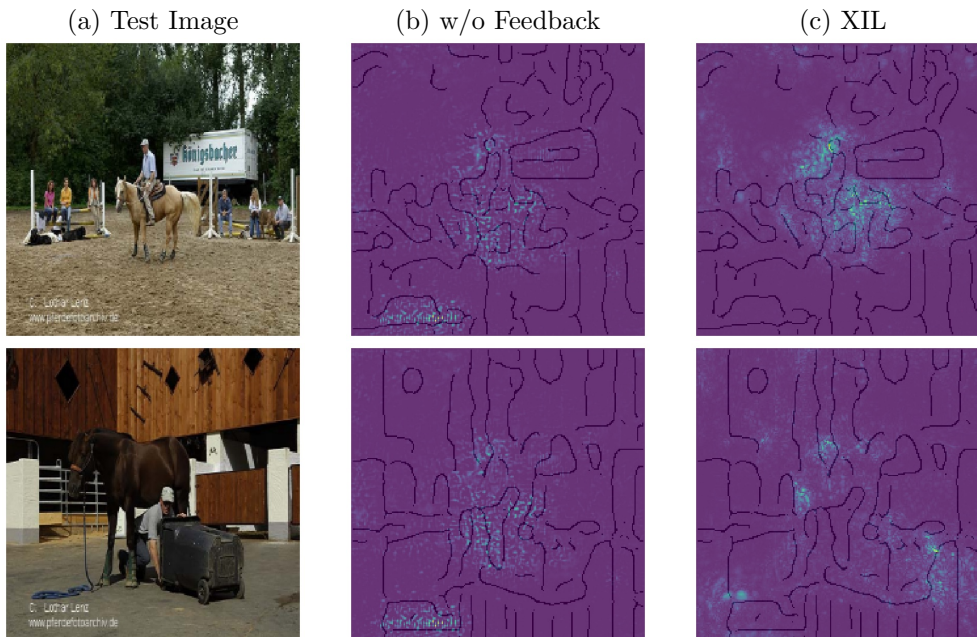 (a) Test Image
(b) w/o Feedback
(c) XIL
Königsbacher
C. Lothar Lenz
www.pferdefotoarchiv.de
C. Lothar Lenz
www.pferdefotoarchiv.de